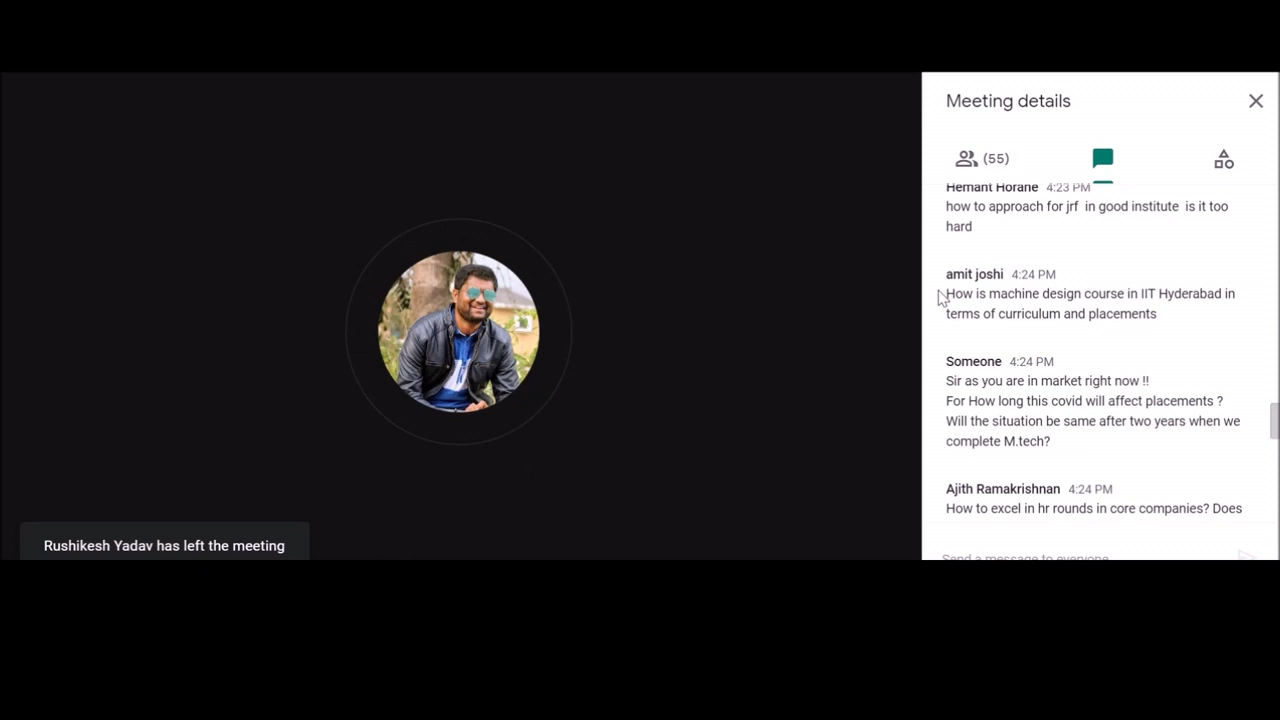 Meeting details
(55)
Hemant Horane 4:23 PM
how to approach for jrf in good institute is it too
hard
amit joshi 4:24 PM
How is machine design course in IIT Hyderabad in
terms of curriculum and placements
Someone 4:24 PM
Sir as you are in market right now !!
For How long this covid will affect placements ?
Will the situation be same after two years when we
complete M.tech?
Ajith Ramakrishnan 4:24 PM
How to excel in hr rounds in core companies? Does
Send a message to everyone
Rushikesh Yadav has left the meeting